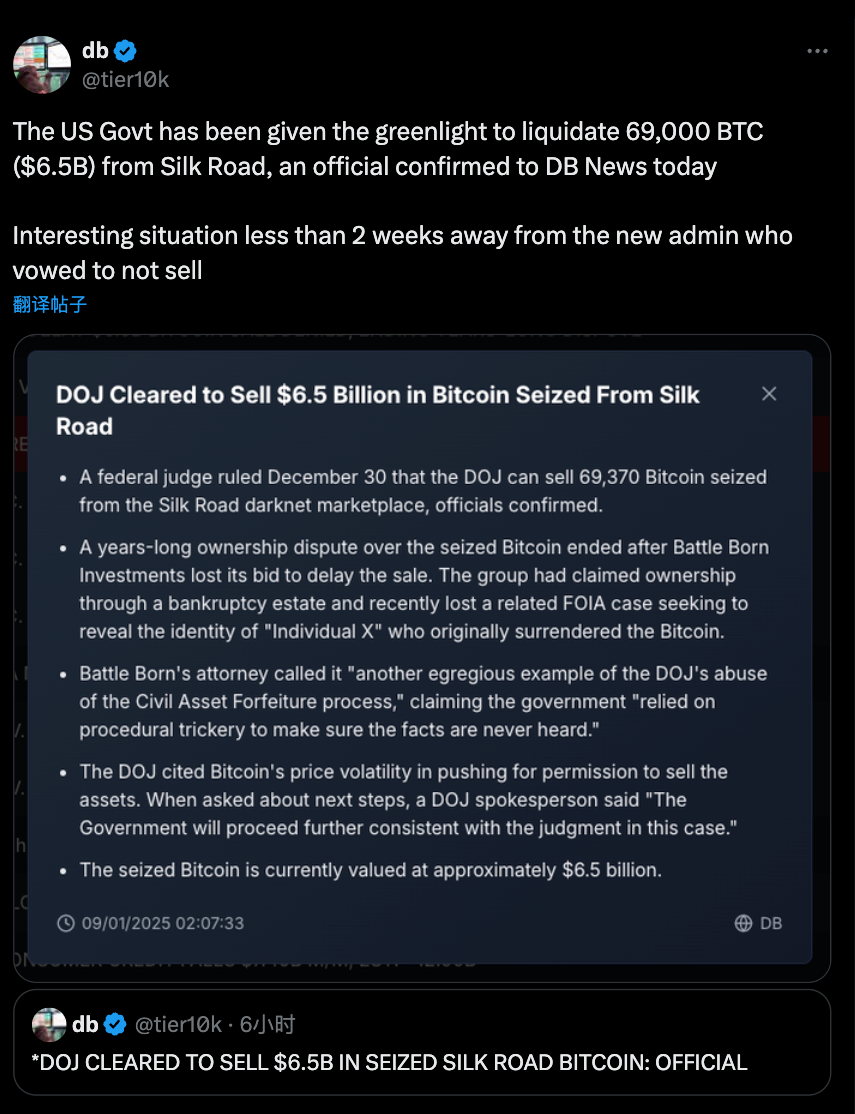 db
@tier10k
The US Govt has been given the greenlight to liquidate 69,000 BTC
($6.5B) from Silk Road, an official confirmed to DB News today
Interesting situation less than 2 weeks away from the new admin who
vowed to not sell
翻译帖子
DOJ Cleared to Sell $6.5 Billion in Bitcoin Seized From Silk
Road
• A federal judge ruled December 30 that the DOJ can sell 69,370 Bitcoin seized
from the Silk Road darknet marketplace, officials confirmed.
• A years-long ownership dispute over the seized Bitcoin ended after Battle Born
Investments lost its bid to delay the sale. The group had claimed ownership
through a bankruptcy estate and recently lost a related FOIA case seeking to
reveal the identity of "Individual X" who originally surrendered the Bitcoin.
• Battle Born's attorney called it "another egregious example of the DOJ's abuse
of the Civil Asset Forfeiture process," claiming the government "relied on
procedural trickery to make sure the facts are never heard."
• The DOJ cited Bitcoin's price volatility in pushing for permission to sell the
assets. When asked about next steps, a DOJ spokesperson said "The
Government will proceed further consistent with the judgment in this case."
• The seized Bitcoin is currently valued at approximately $6.5 billion.
09/01/2025 02:07:33 DB
db @tier10k · 6小时
*DOJ CLEARED TO SELL $6.5B IN SEIZED SILK ROAD BITCOIN: OFFICIAL